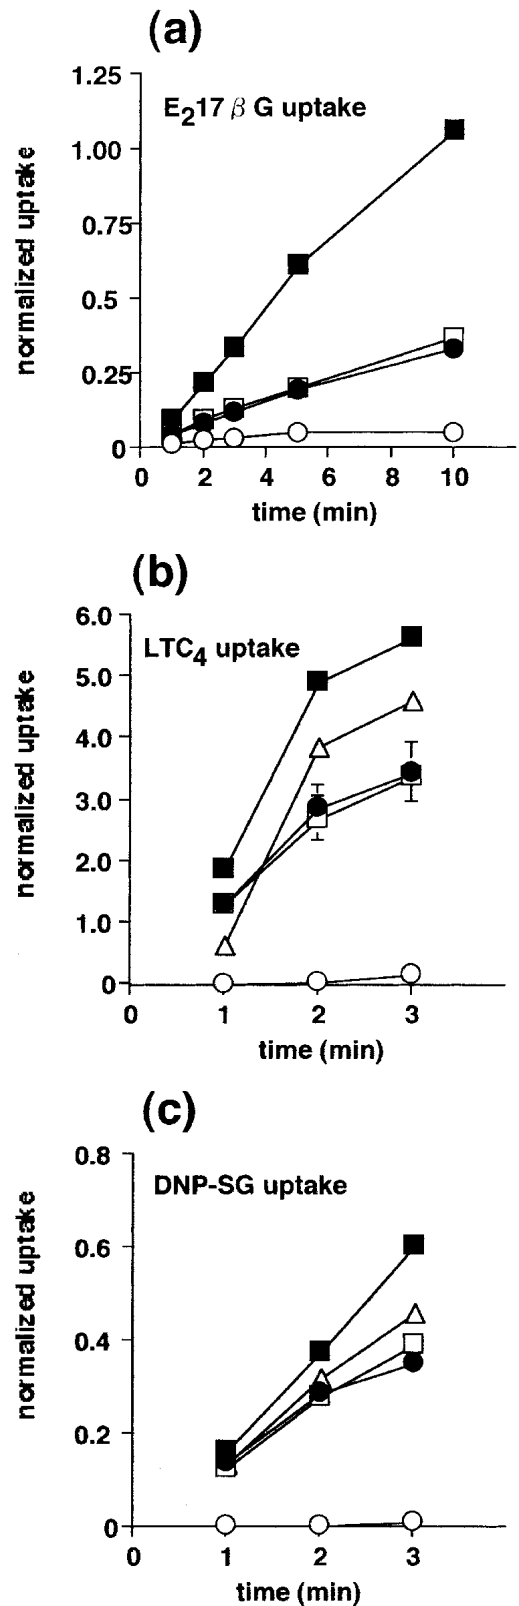 (a)
E217 β G uptake
normalized uptake
1.25
1.00
0.75
0.5
0.25
0
0 2 4 6 8 10
time (min)
(b)
LTC4 uptake
normalized uptake
6.0
5.0
4.0
3.0
2.0
1.0
0
0 1 2 3
time (min)
(c)
DNP-SG uptake
normalized uptake
0.8
0.6
0.4
0.2
0
0 1 2 3
time (min)